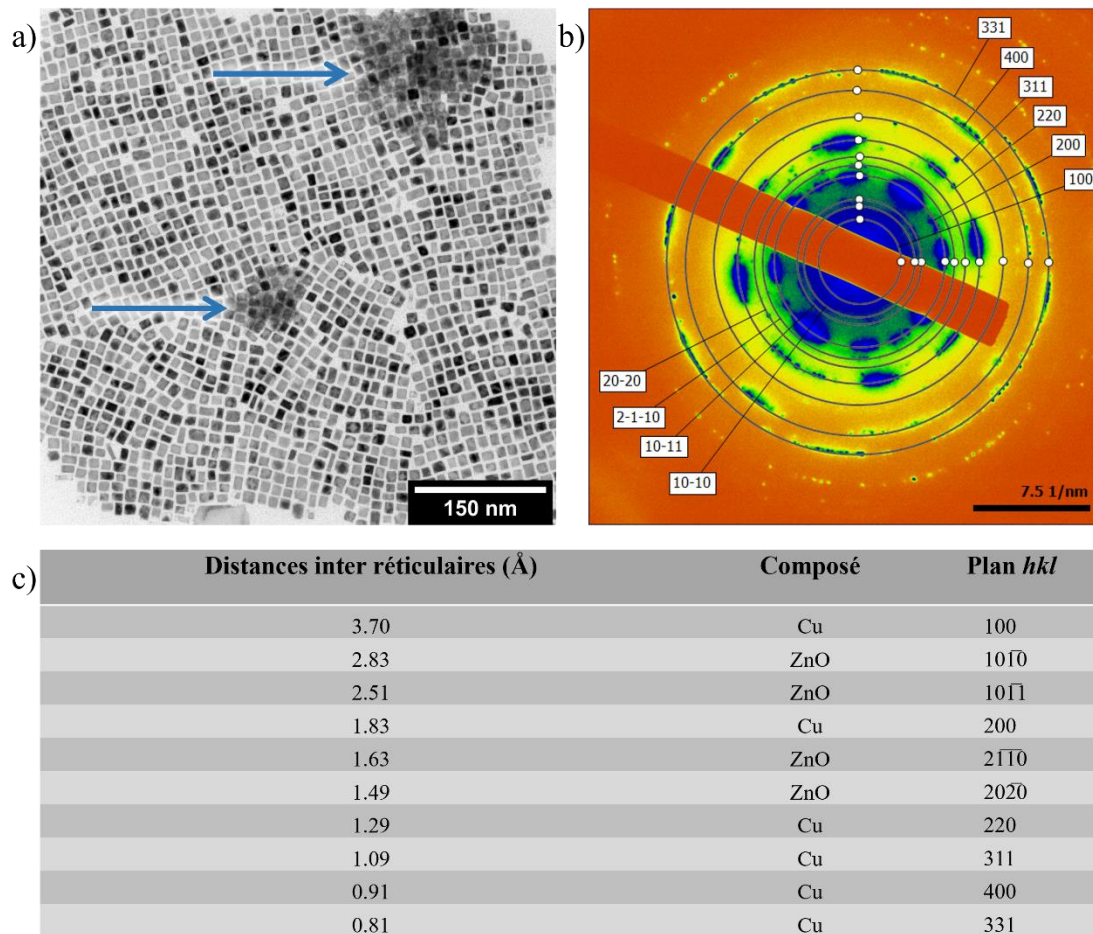 a)
150 nm
b)
331
400
311
220
200
100
20-20
2-1-10
10-11
10-10
7.5 1/nm
c)
Distances inter réticulaires (Å) Composé Plan hkl
3.70 Cu 100
2.83 ZnO 101̅0
2.51 ZnO 101̅1
1.83 Cu 200
1.63 ZnO 21̅1̅0
1.49 ZnO 202̅0
1.29 Cu 220
1.09 Cu 311
0.91 Cu 400
0.81 Cu 331